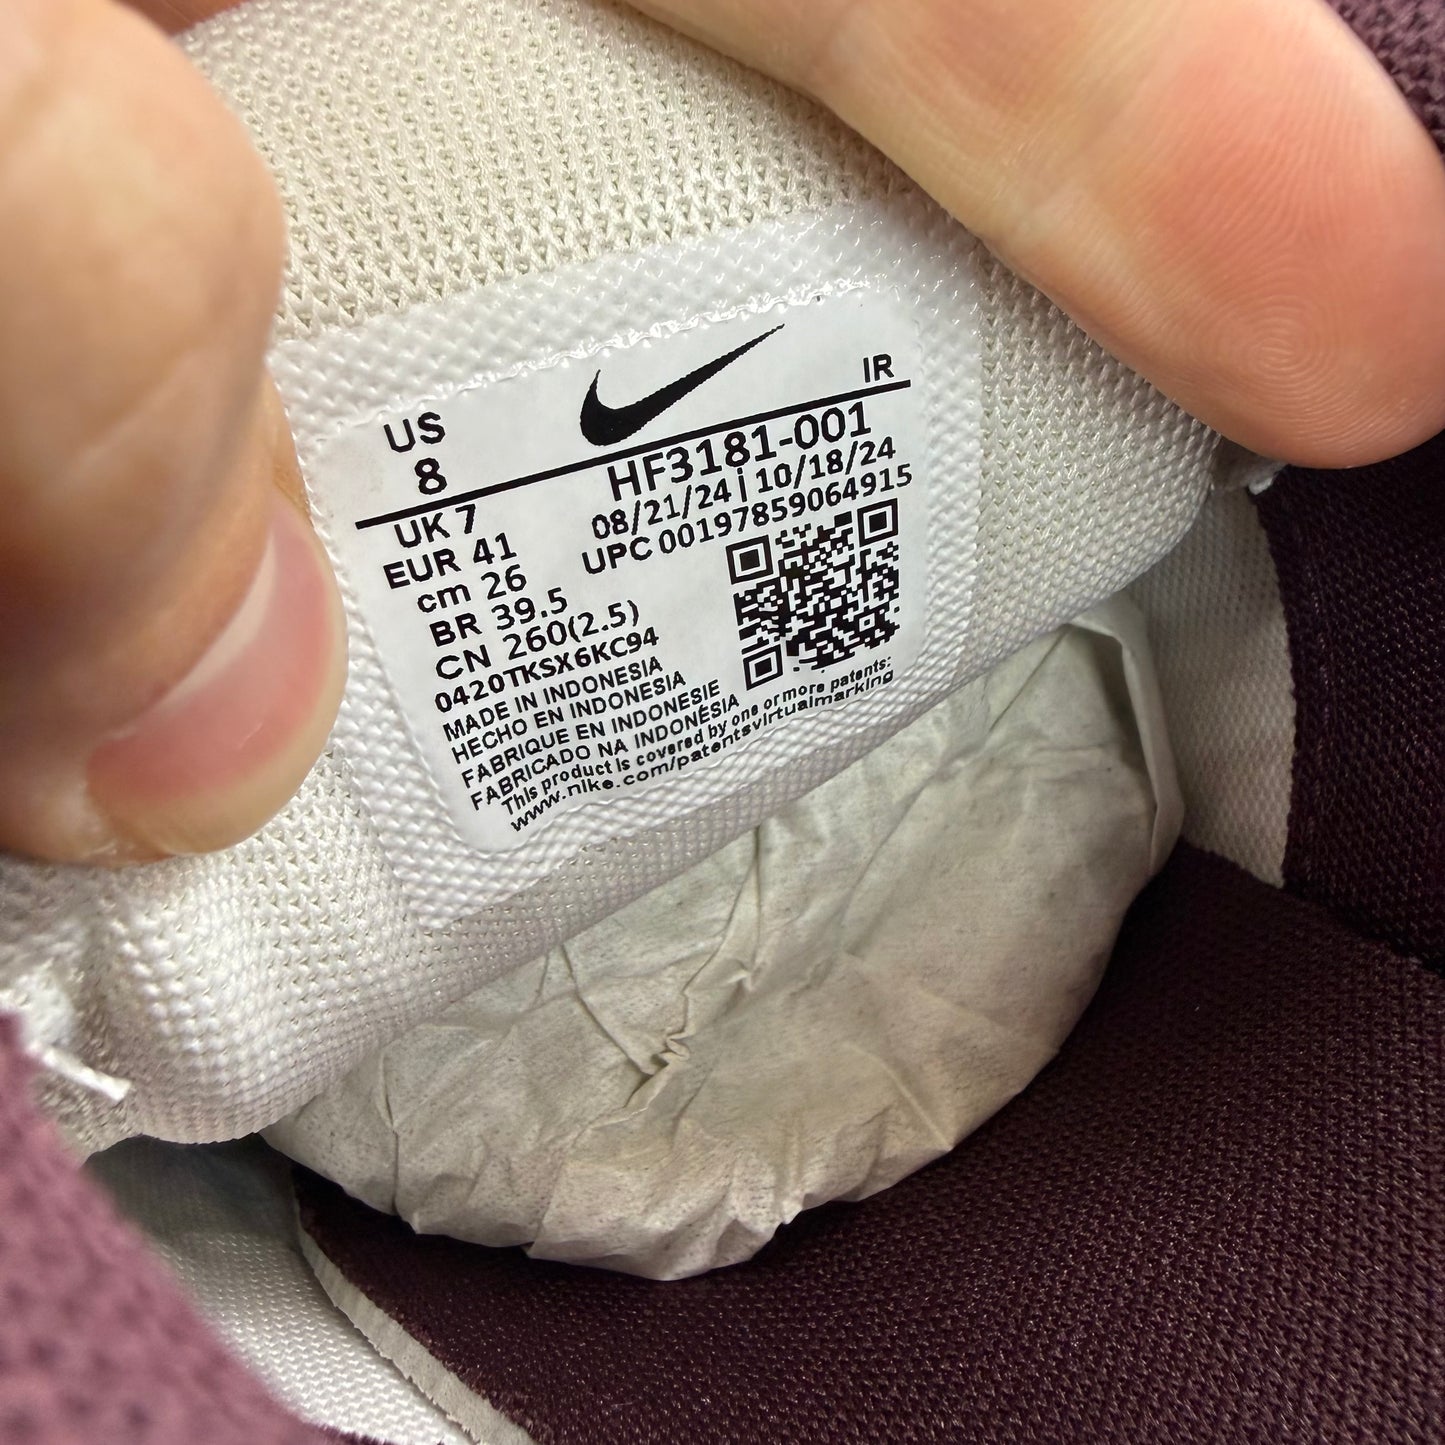 US
8
IR
UK 7
EUR 41
cm 26
BR 39.5
CN 260(2.5)
HF3181-001
08/21/24 | 10/18/24
UPC 00197859064915
0420TKSX6KC94
MADE IN INDONESIA
HECHO EN INDONESIA
FABRIQUE EN INDONESIE
FABRICADO NA INDONÉSIA
This product is covered by one or more patents:
www.nike.com/patentsvirtualmarking